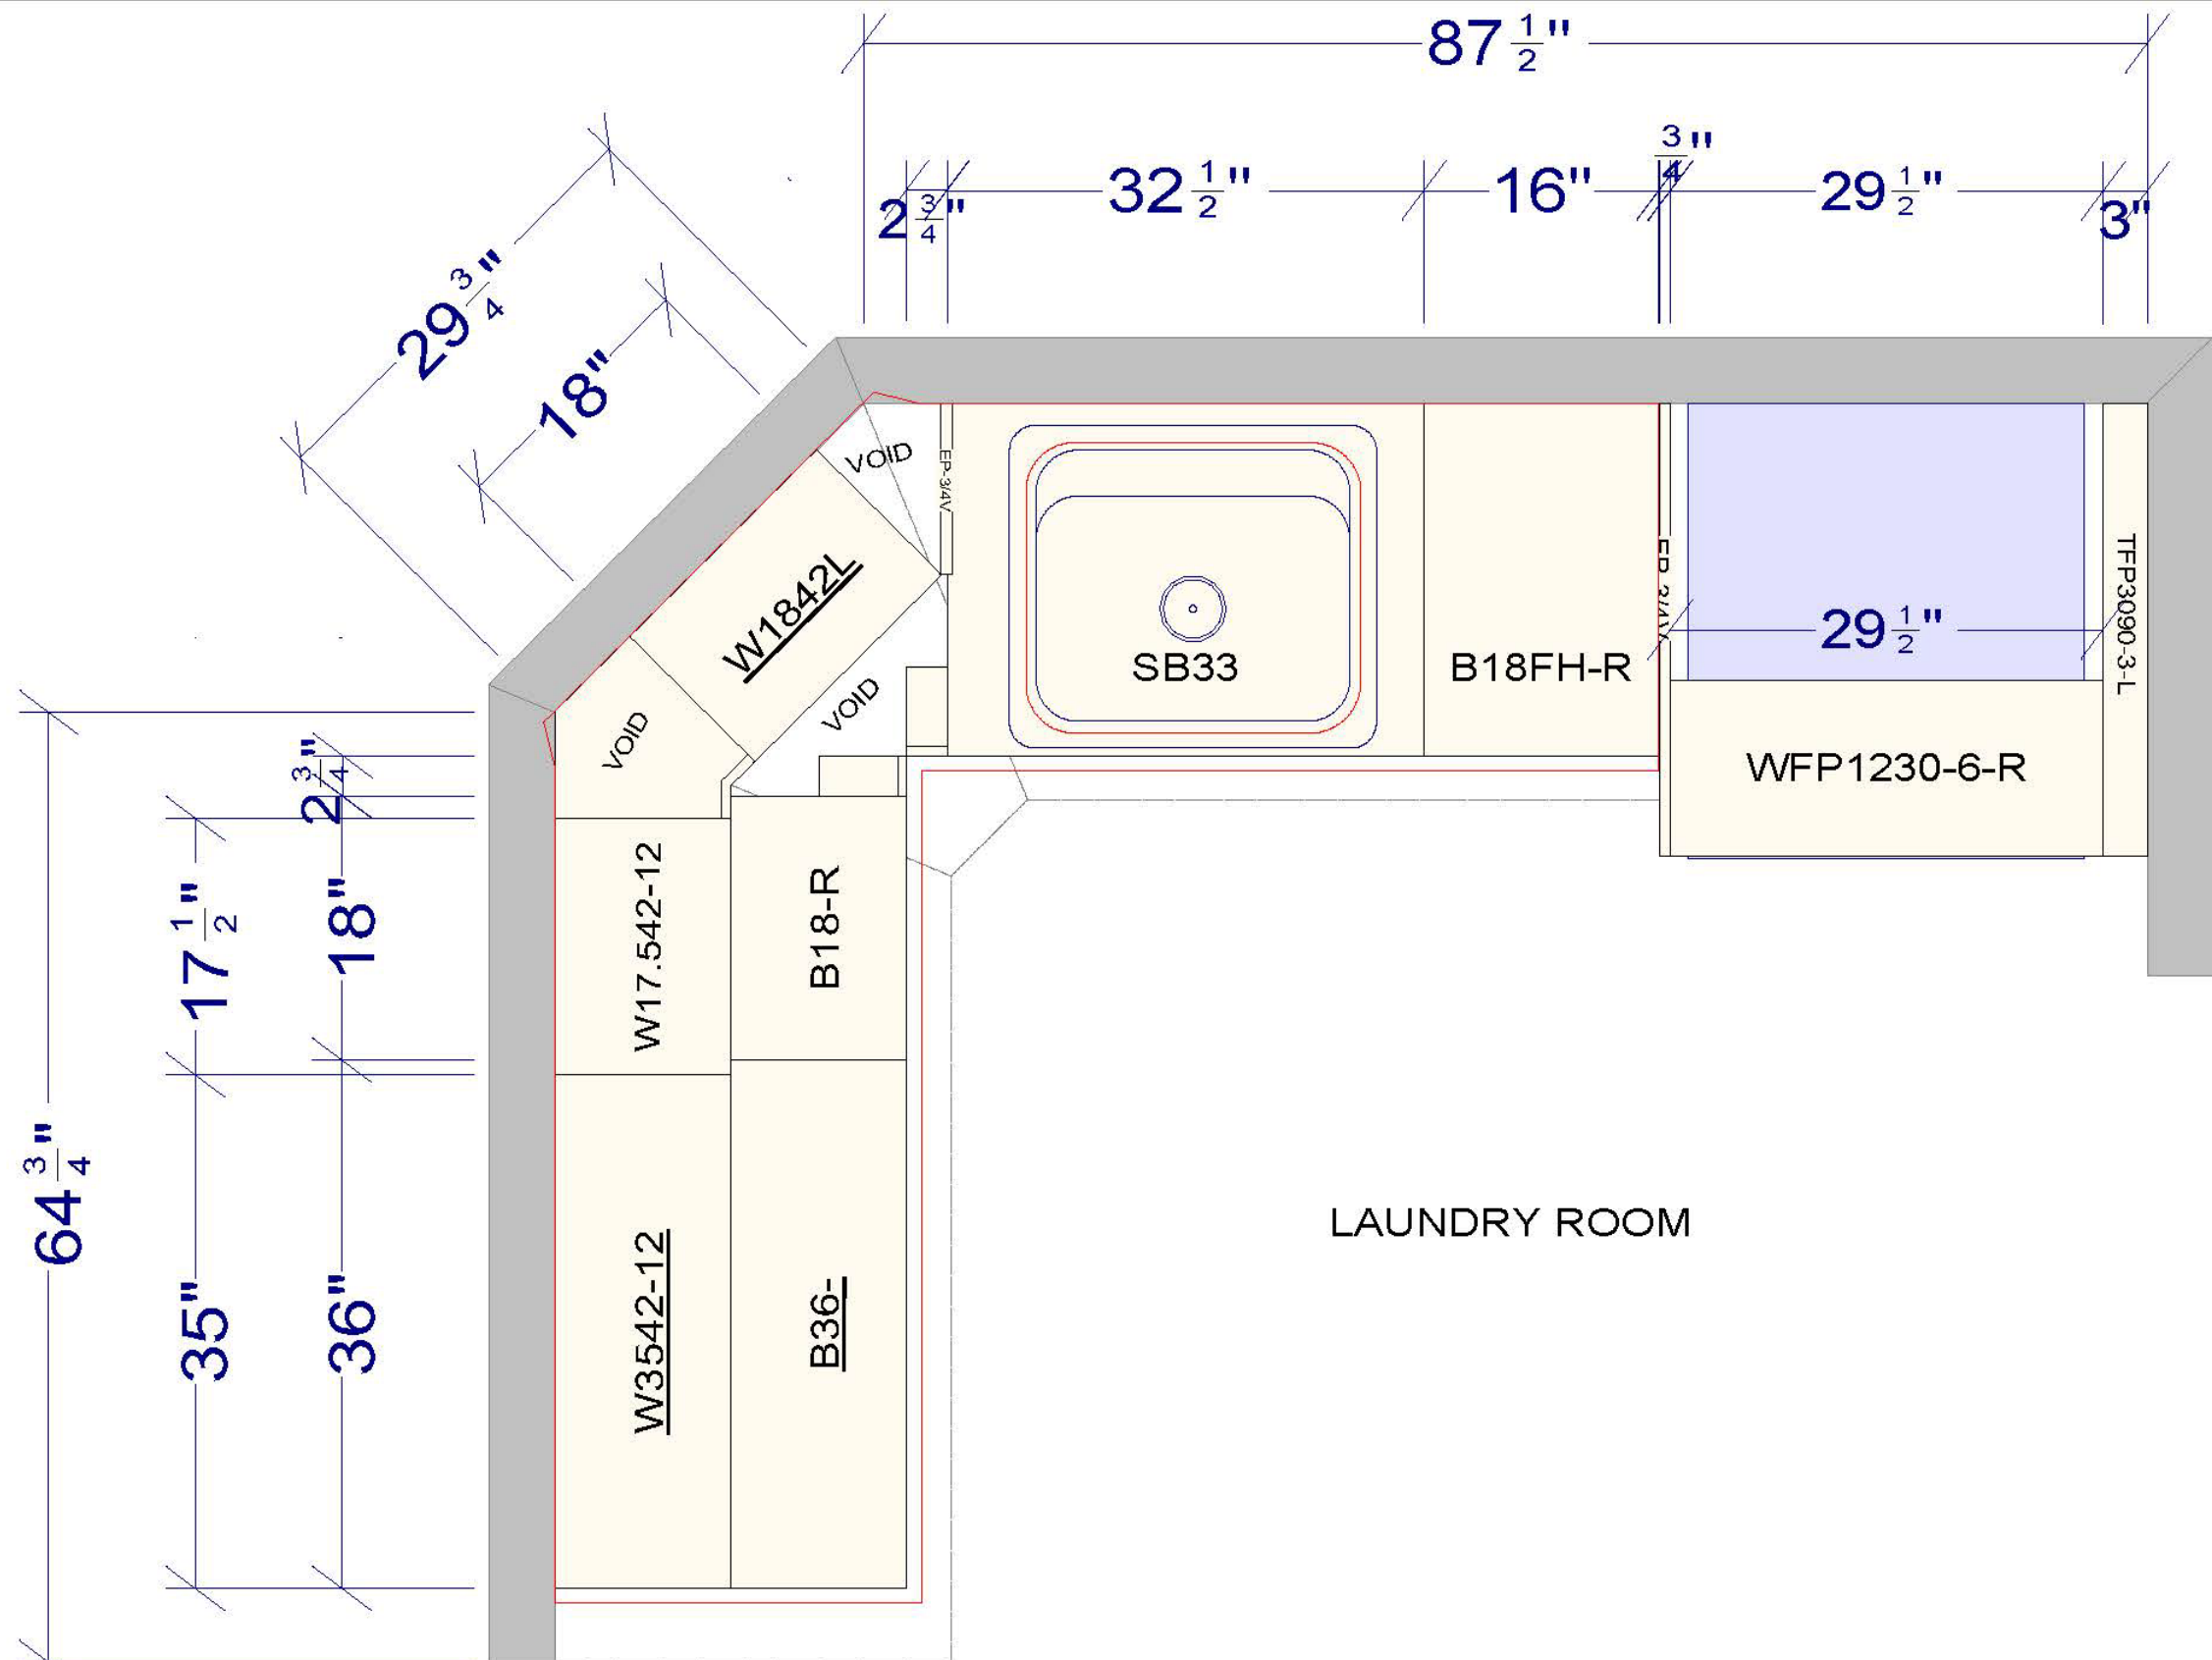 87 1/2"
3/4"
2 3/4"
32 1/2"
16"
29 1/2"
3"
29 3/4"
18"
VOID
EP-3/4V
W1842L
VOID
VOID
SB33
B18FH-R
EP-3/4V
29 1/2"
TFP3090-3-L
WFP1230-6-R
2 3/4"
17 1/2"
18"
W17.542-12
B18-R
64 3/4"
35"
36"
W3542-12
B36-
LAUNDRY ROOM